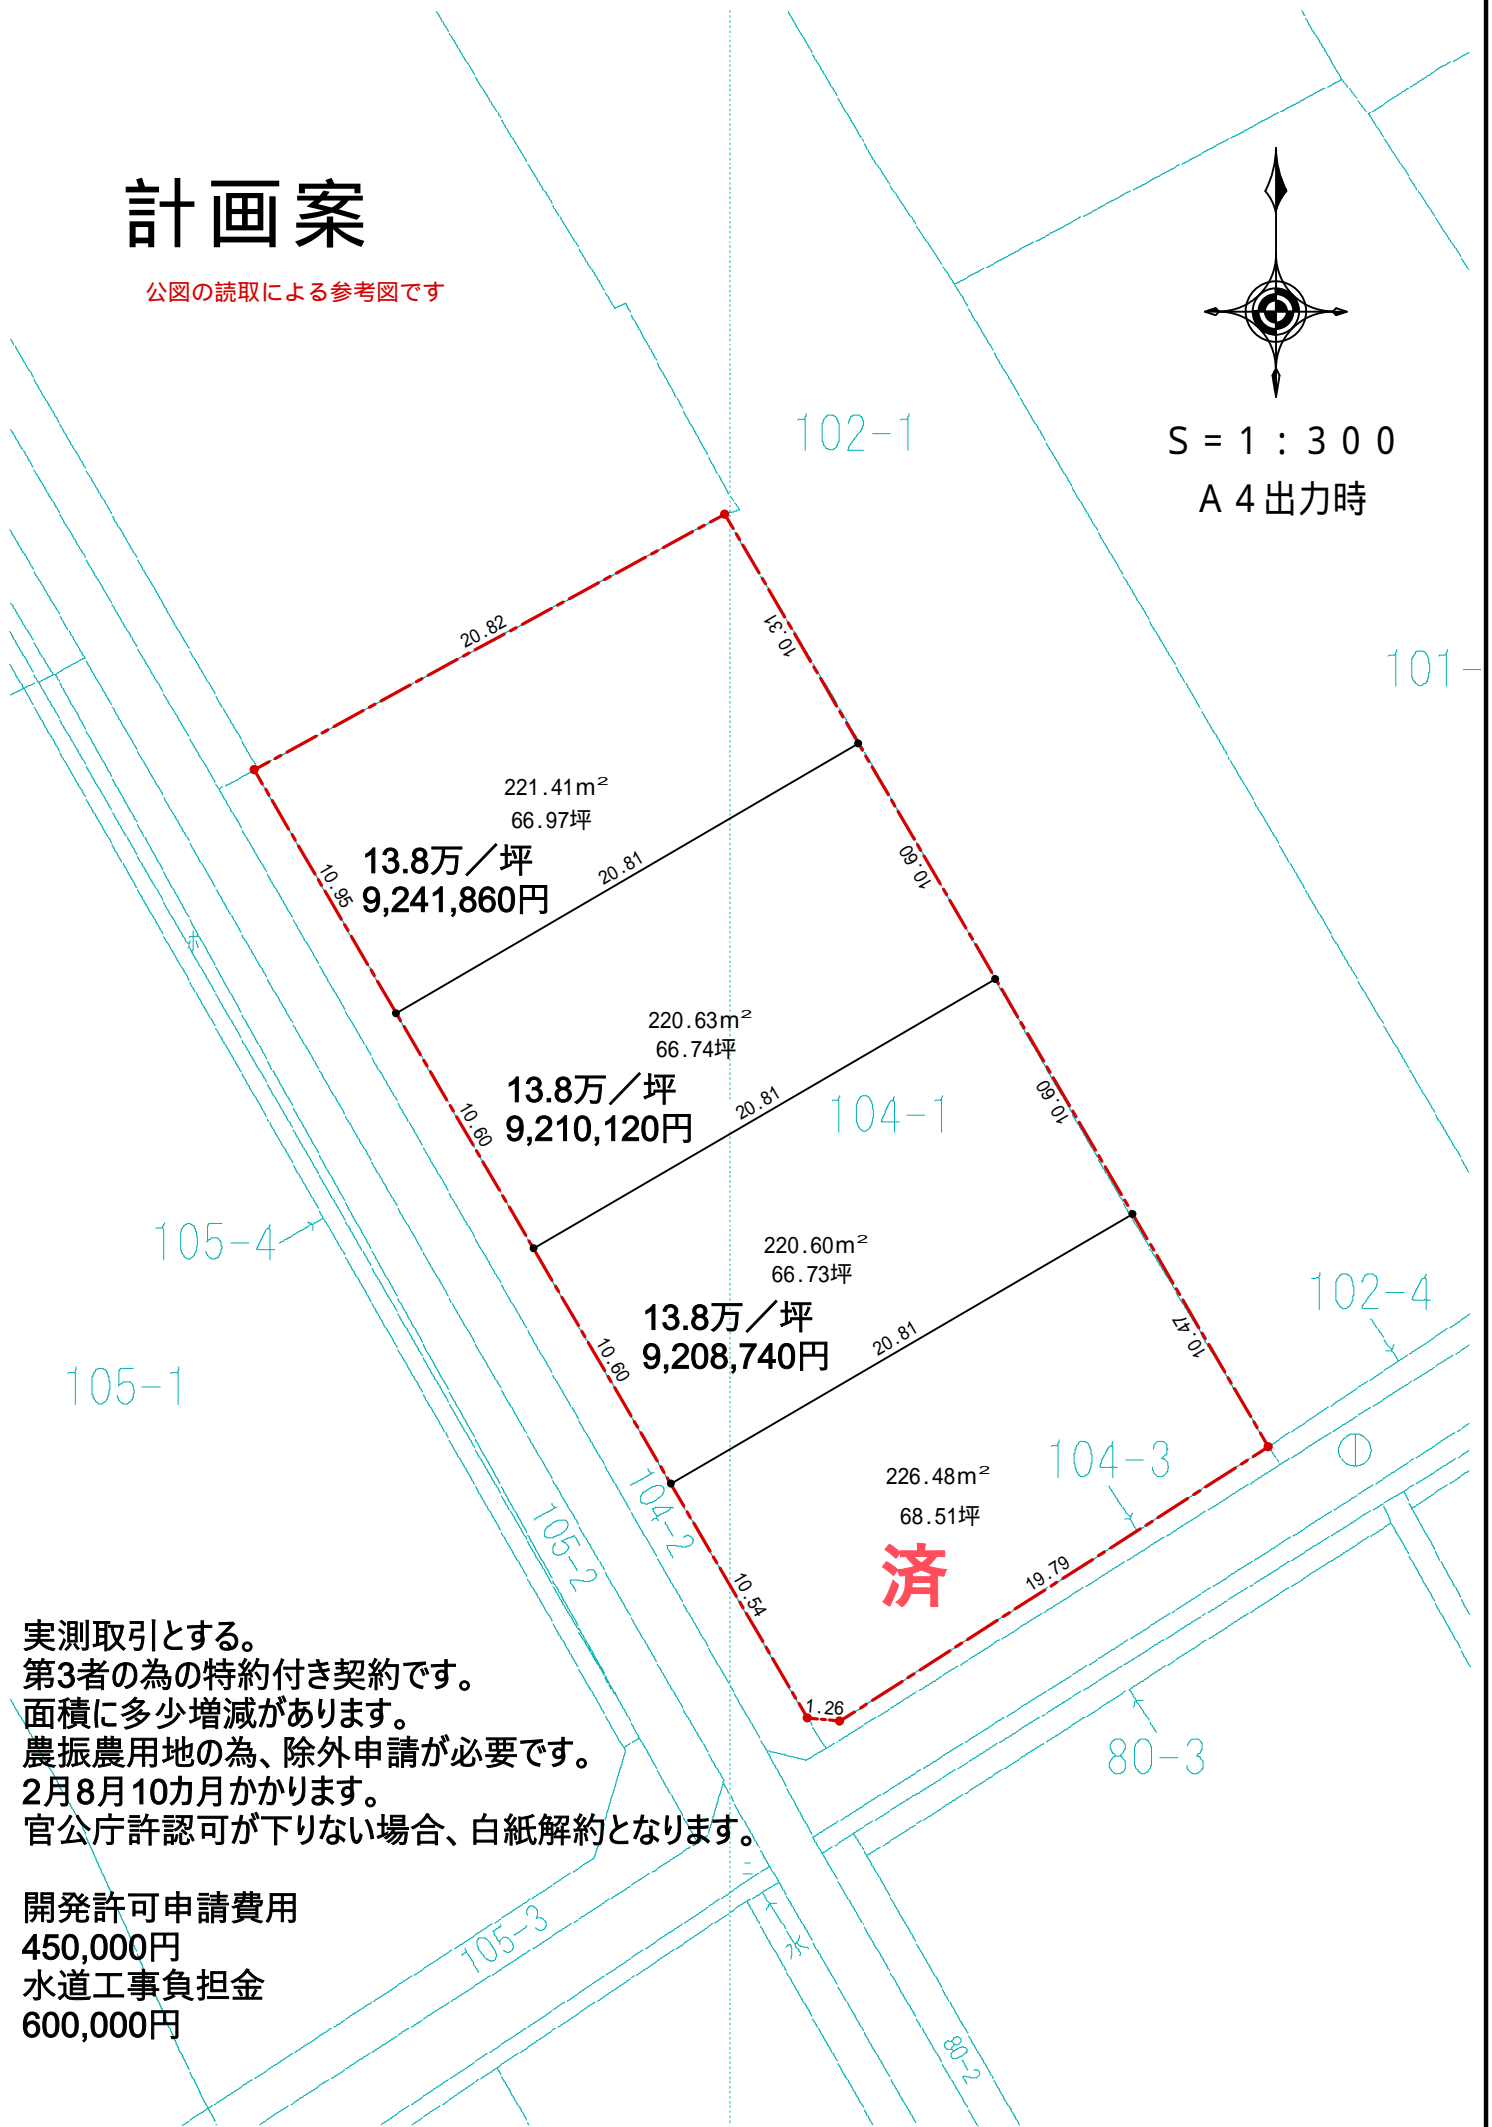 計画案
公図の読取による参考図です
S=1:300
A4出力時
102-1
101-
20.82
10.31
221.41m²
66.97坪
13.8万／坪
9,241,860円
10.95
20.81
10.60
ホ
220.63m²
66.74坪
13.8万／坪
9,210,120円
10.60
20.81
104-1
10.60
105-4
220.60m²
66.73坪
13.8万／坪
9,208,740円
10.60
20.81
10.47
102-4
105-1
226.48m²
68.51坪
済
104-3
104-2
105-2
10.54
19.79
1.26
80-3
実測取引とする。
第3者の為の特約付き契約です。
面積に多少増減があります。
農振農用地の為、除外申請が必要です。
2月8月10カ月かかります。
官公庁許認可が下りない場合、白紙解約となります。
ニ
開発許可申請費用
450,000円
水道工事負担金
600,000円
105-3
水
80-2